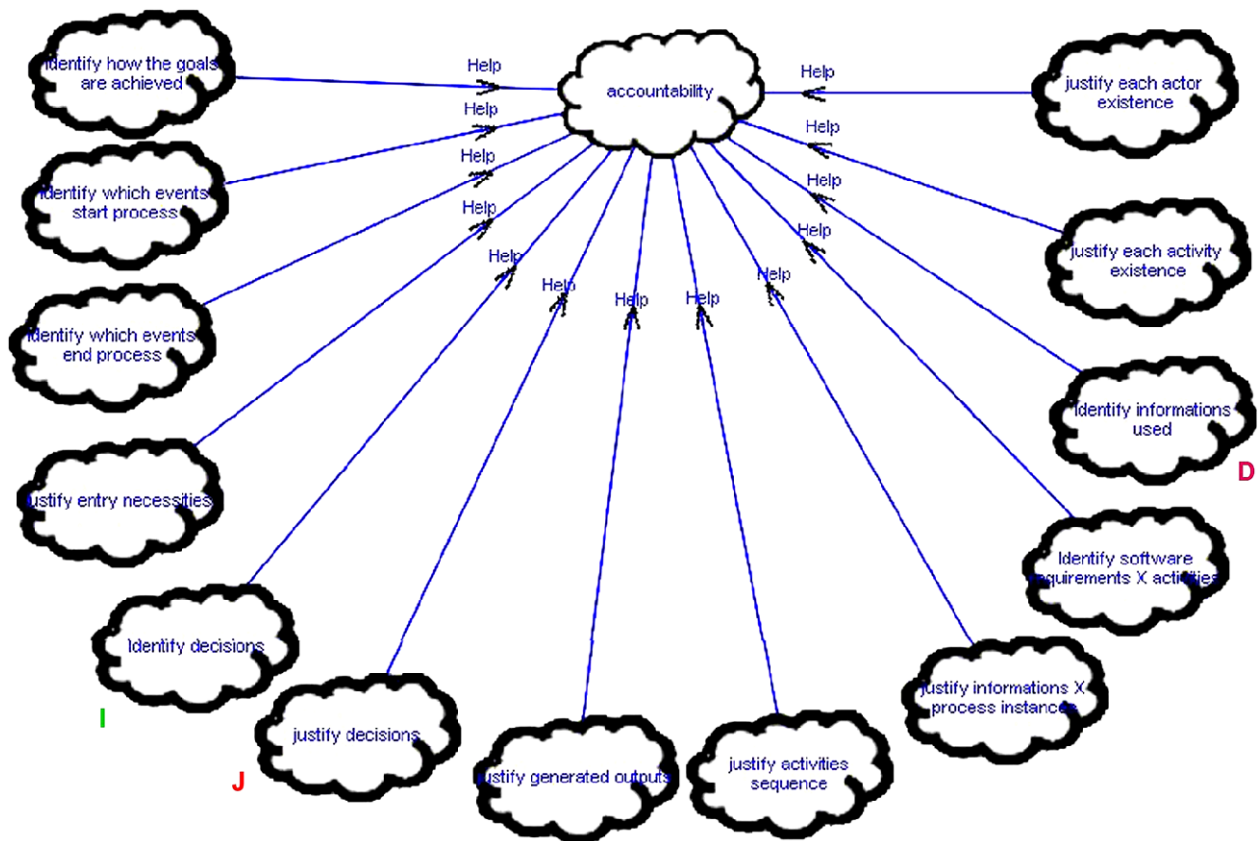 Identify how the goals
are achieved
Help
accountability
Help
justify each actor
existence
Help
Help
Identify which events
start process
Help
Help
justify each activity
existence
Help
Help
Identify which events
end process
Help
Help
Help
Help
Help
Help
Identify informations
used
D
justify entry necessities
Identify software
requirements X activities
Identify decisions
I
justify informations X
process instances
justify decisions
J
justify generated outputs
justify activities
sequence